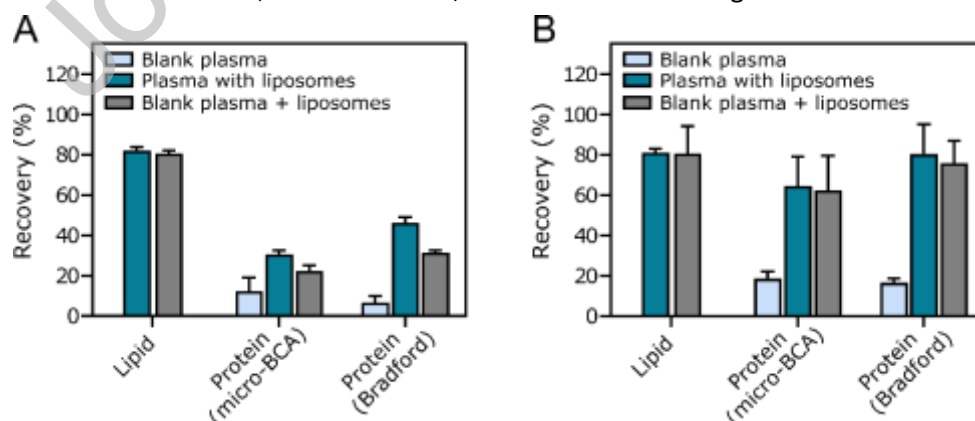 A
Blank plasma
Plasma with liposomes
Blank plasma + liposomes
Recovery (%)
120
100
80
60
40
20
0
Lipid
Protein
(micro-BCA)
Protein
(Bradford)
B
Blank plasma
Plasma with liposomes
Blank plasma + liposomes
Recovery (%)
120
100
80
60
40
20
0
Lipid
Protein
(micro-BCA)
Protein
(Bradford)